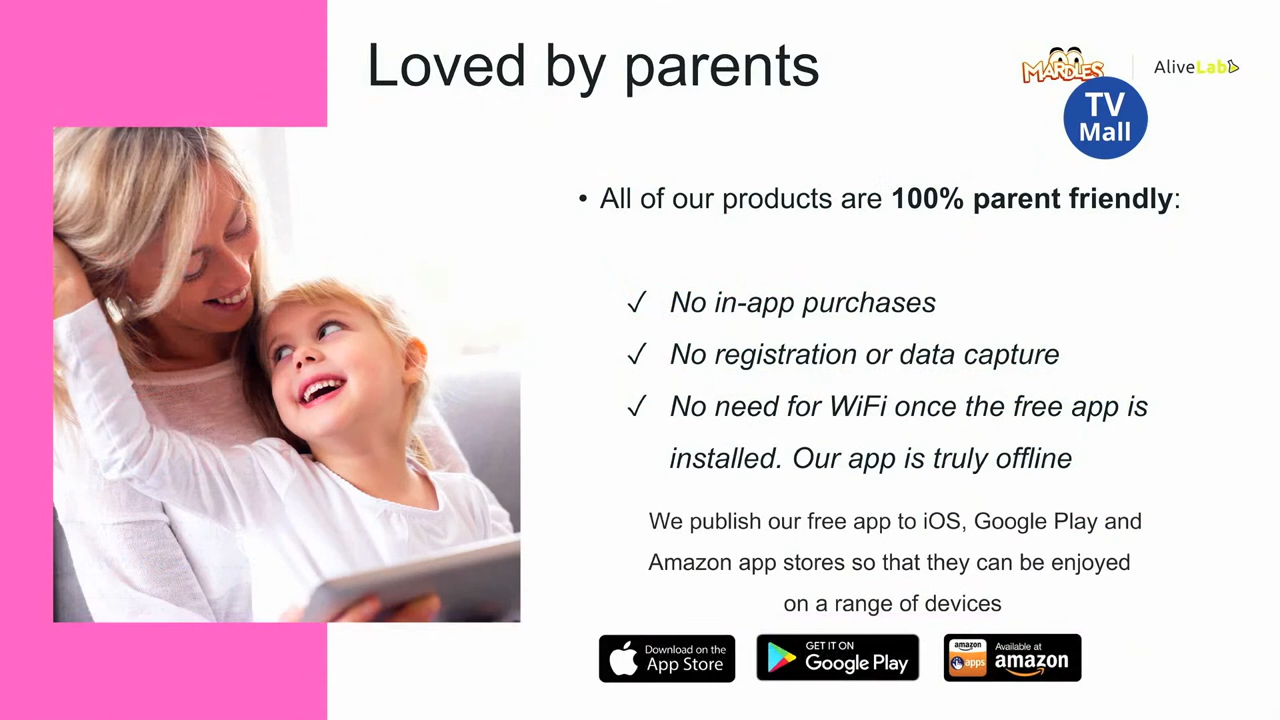 Loved by parents
MARDLES
AliveLab
TV
Mall
• All of our products are 100% parent friendly:
✓ No in-app purchases
✓ No registration or data capture
✓ No need for WiFi once the free app is
installed. Our app is truly offline
We publish our free app to iOS, Google Play and
Amazon app stores so that they can be enjoyed
on a range of devices
Download on the
App Store
GET IT ON
Google Play
amazon
apps
Available at
amazon